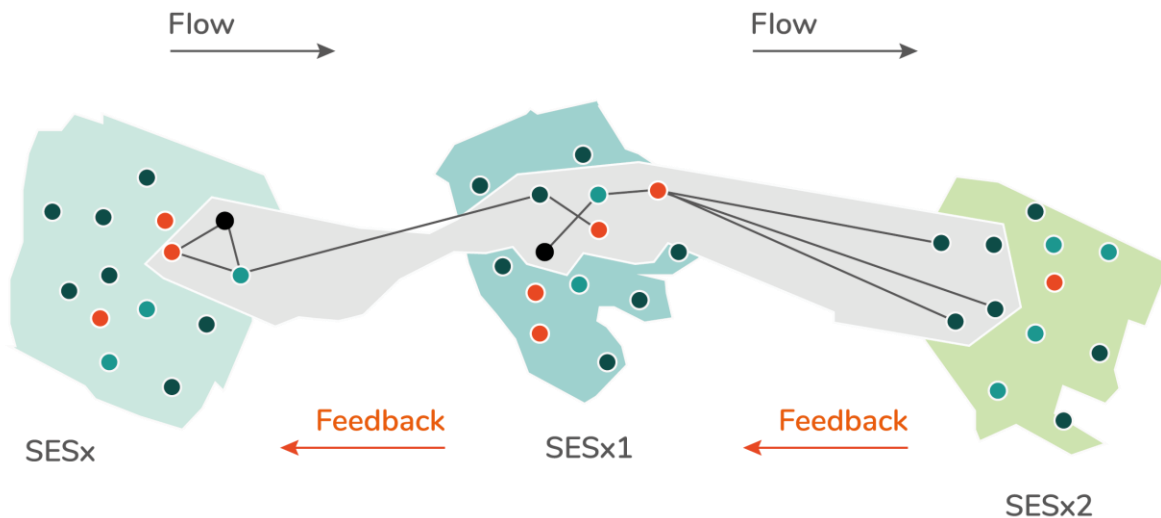 Flow
Flow
Feedback
Feedback
SESx
SESx1
SESx2